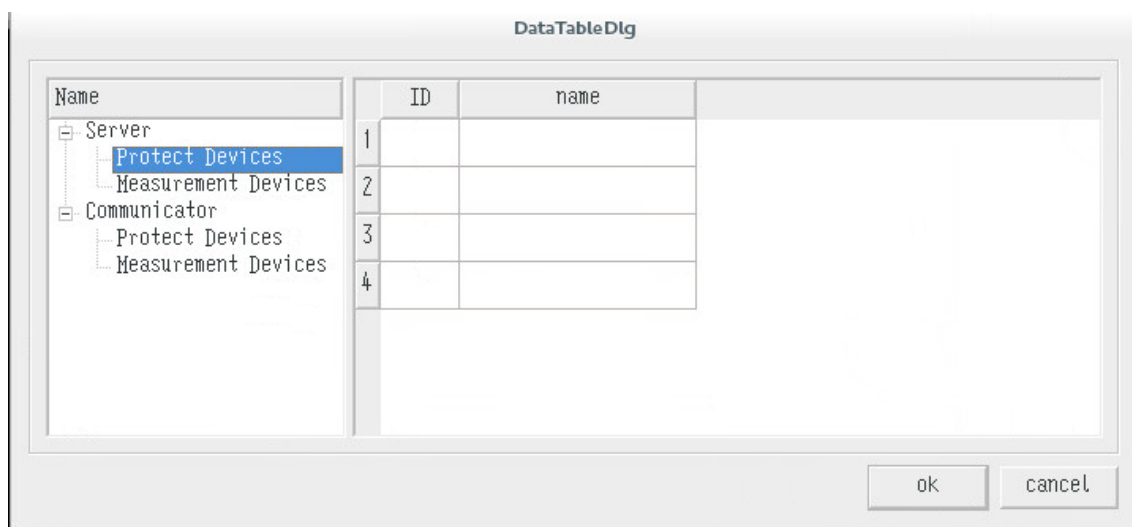 DataTableDlg
Name
Server
Protect Devices
Measurement Devices
Communicator
Protect Devices
Measurement Devices
ID name
1
2
3
4
ok cancel